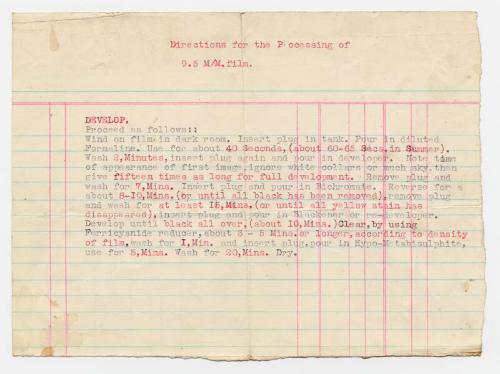 Directions for the Processing of
9.5 M/M.film.
DEVELOP,
Proceed as follows::
Wind on film in dark room. Insert plug in tank. Pour in diluted
Formaline. Use for about 40 Seconds,(about 60-65 Secs.in Summer).
Wash 2,Minutes,insert plug again and pour in developer. Note time
of appearance of first image,ignore white collars or much sky.then
give fifteen times as long for full development. Remove plug and
wash for 7,Mins. Insert plug and pour in Bichromate. Reverse for a
about 8-10,Mins.(or until all black has been removed),remove plug
and wash for at least 15,Mins.(or until all yellow stain has
disappeared),insert plug and pour in Blackener or re-developer.
Develop until black all over,(about 10,Mins.)Clear,by using
Ferricyanide reducer,about 3 - 5 Mins.or longer,according to density
of film,wash for 1,Min. and insert plug.pour in Hypo-Metabisulphite,
use for 5,Mins. Wash for 20,Mins. Dry.